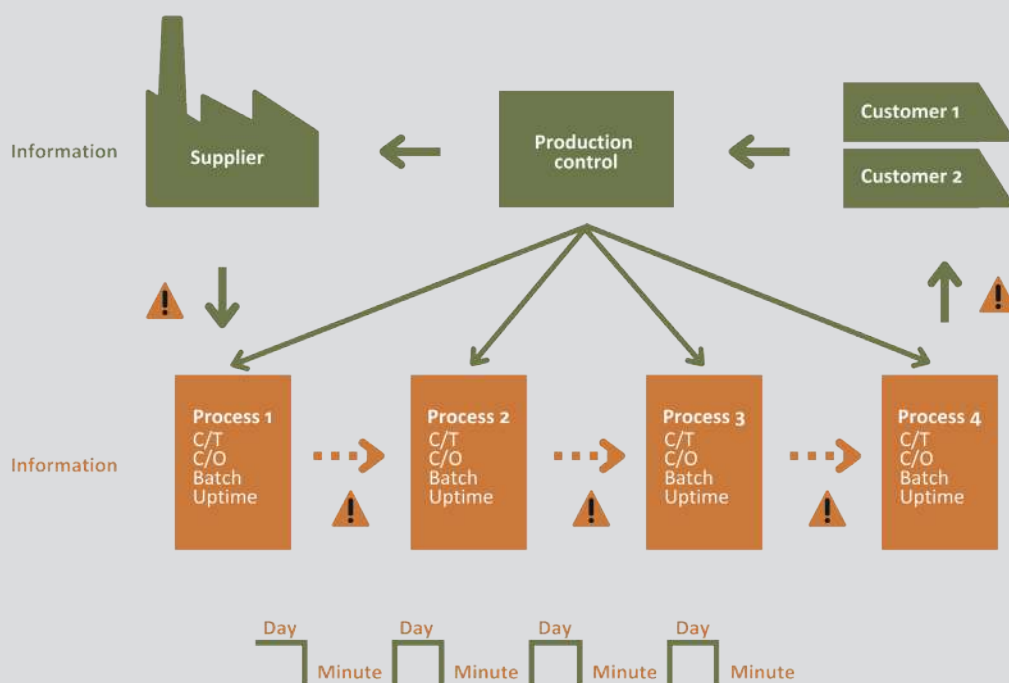 Information
Supplier
Production
control
Customer 1
Customer 2
Information
Process 1
C/T
C/O
Batch
Uptime
Process 2
C/T
C/O
Batch
Uptime
Process 3
C/T
C/O
Batch
Uptime
Process 4
C/T
C/O
Batch
Uptime
!
!
!
!
!
Day
Day
Day
Day
Minute
Minute
Minute
Minute